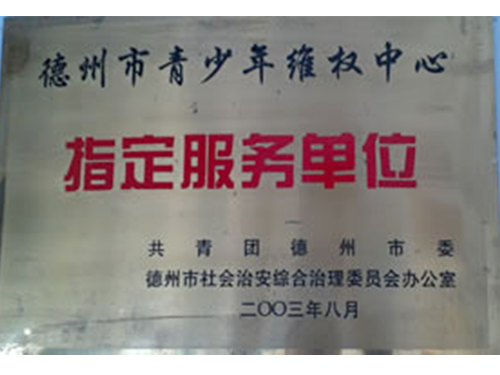 德州市青少年维权中心
指定服务单位
共青团德州市委
德州市社会治安综合治理委员会办公室
二〇〇三年八月